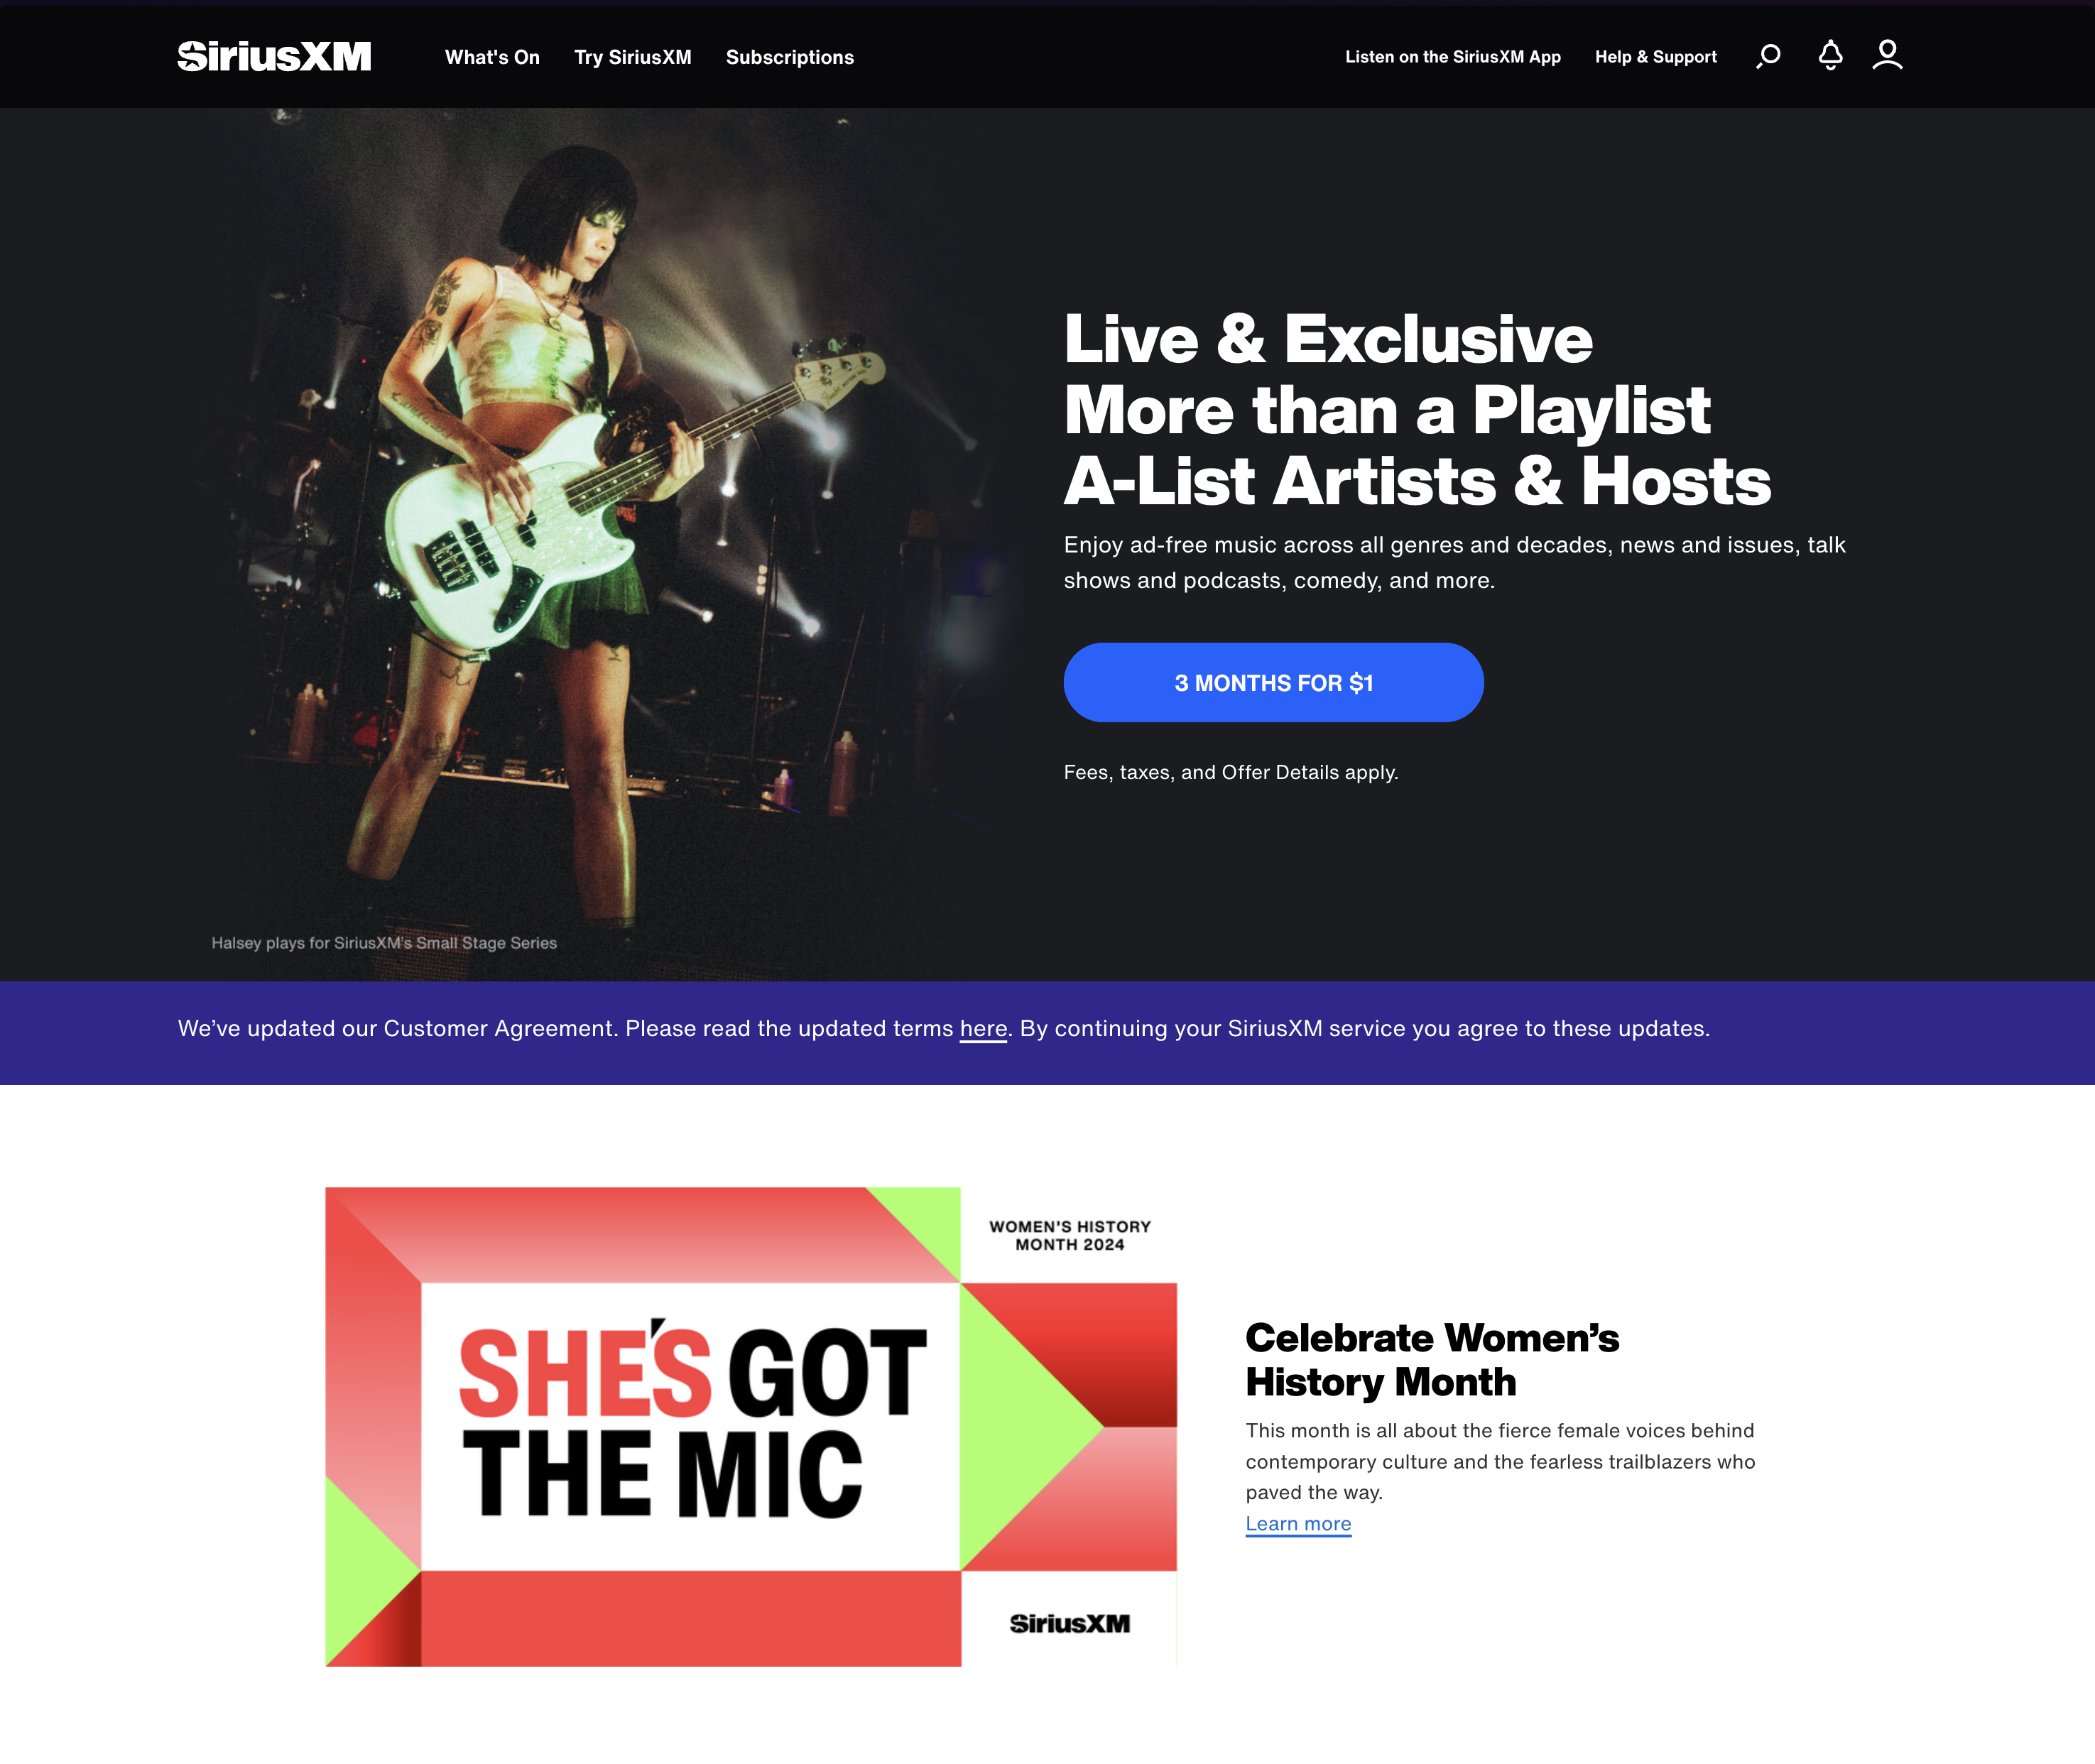 SiriusXM
What's On
Try SiriusXM
Subscriptions
Listen on the SiriusXM App
Help & Support
Live & Exclusive
More than a Playlist
A-List Artists & Hosts
Enjoy ad-free music across all genres and decades, news and issues, talk
shows and podcasts, comedy, and more.
3 MONTHS FOR $1
Fees, taxes, and Offer Details apply.
Halsey plays for SiriusXM's Small Stage Series
We’ve updated our Customer Agreement. Please read the updated terms here. By continuing your SiriusXM service you agree to these updates.
WOMEN'S HISTORY
MONTH 2024
SHE'S GOT
THE MIC
SiriusXM
Celebrate Women’s
History Month
This month is all about the fierce female voices behind
contemporary culture and the fearless trailblazers who
paved the way.
Learn more